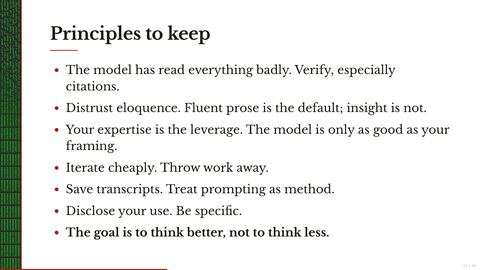 Principles to keep
• The model has read everything badly. Verify, especially
citations.
• Distrust eloquence. Fluent prose is the default; insight is not.
• Your expertise is the leverage. The model is only as good as your
framing.
• Iterate cheaply. Throw work away.
• Save transcripts. Treat prompting as method.
• Disclose your use. Be specific.
• The goal is to think better, not to think less.